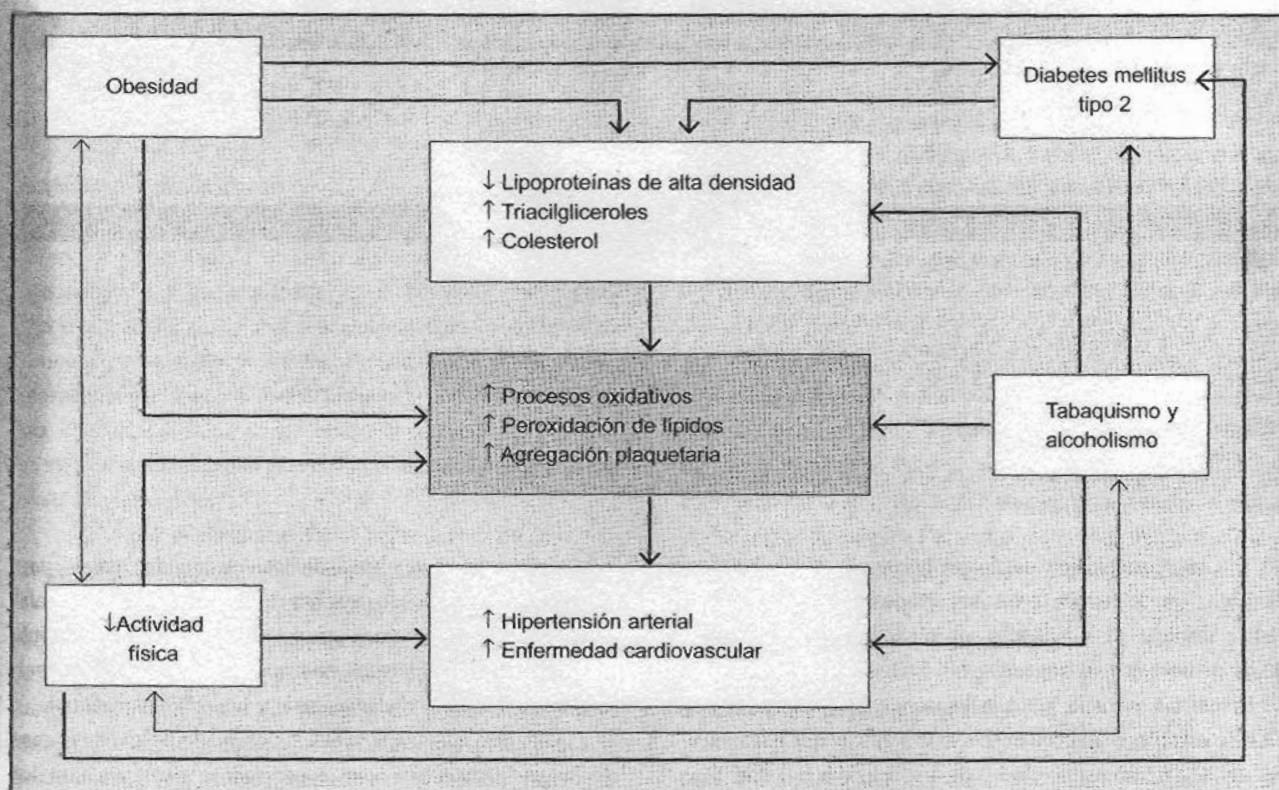 Obesidad
Diabetes mellitus
tipo 2
↓ Lipoproteínas de alta densidad
↑ Triacilgliceroles
↑ Colesterol
↑ Procesos oxidativos
↑ Peroxidación de lípidos
↑ Agregación plaquetaria
Tabaquismo y
alcoholismo
↓Actividad
física
↑ Hipertensión arterial
↑ Enfermedad cardiovascular